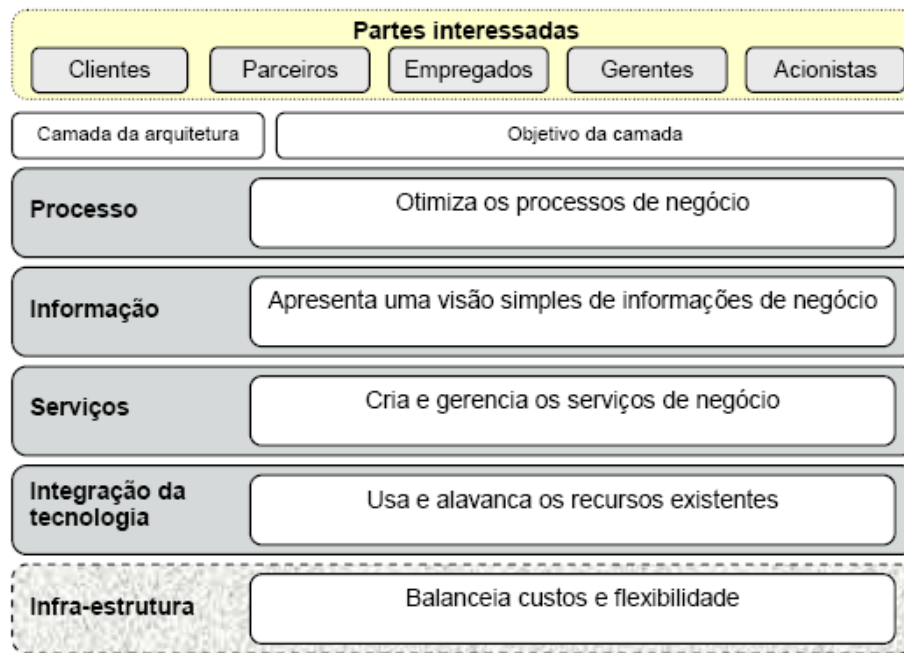 Partes interessadas
Clientes Parceiros Empregados Gerentes Acionistas
Camada da arquitetura Objetivo da camada
Processo Otimiza os processos de negócio
Informação Apresenta uma visão simples de informações de negócio
Serviços Cria e gerencia os serviços de negócio
Integração da
tecnologia Usa e alavanca os recursos existentes
Infra-estrutura Balanceia custos e flexibilidade